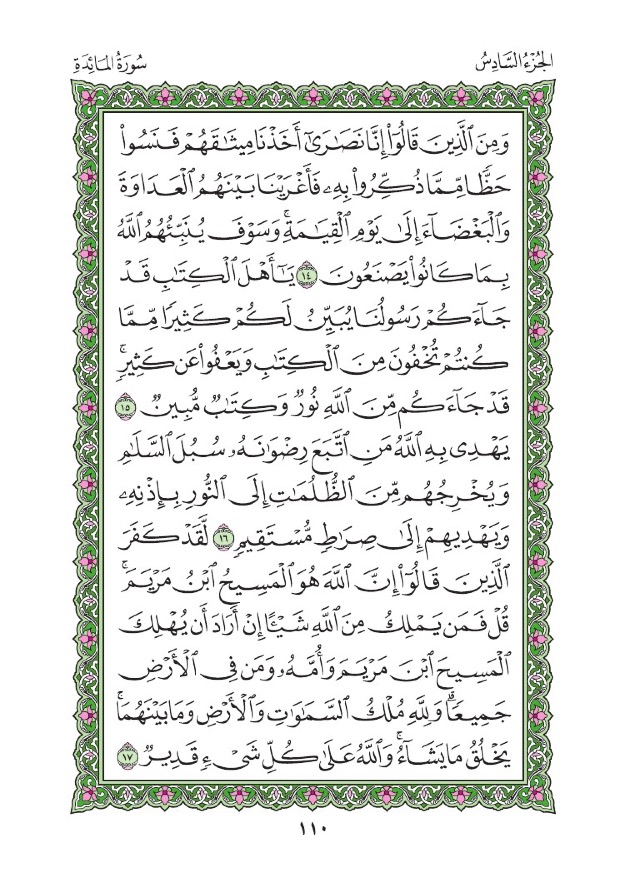 الجُزْءُ السَّادِسُ
سُورَةُ المَائِدَةِ
وَمِنَ ٱلَّذِينَ قَالُوٓاْ إِنَّا نَصَٰرَىٰٓ أَخَذۡنَا مِيثَٰقَهُمۡ فَنَسُواْ
حَظّٗا مِّمَّا ذُكِّرُواْ بِهِۦ فَأَغۡرَيۡنَا بَيۡنَهُمُ ٱلۡعَدَاوَةَ
وَٱلۡبَغۡضَآءَ إِلَىٰ يَوۡمِ ٱلۡقِيَٰمَةِۚ وَسَوۡفَ يُنَبِّئُهُمُ ٱللَّهُ
بِمَا كَانُواْ يَصۡنَعُونَ ١٤ يَٰٓأَهۡلَ ٱلۡكِتَٰبِ قَدۡ
جَآءَكُمۡ رَسُولُنَا يُبَيِّنُ لَكُمۡ كَثِيرٗا مِّمَّا
كُنتُمۡ تُخۡفُونَ مِنَ ٱلۡكِتَٰبِ وَيَعۡفُواْ عَن كَثِيرٖۚ
قَدۡ جَآءَكُم مِّنَ ٱللَّهِ نُورٞ وَكِتَٰبٞ مُّبِينٞ ١٥
يَهۡدِي بِهِ ٱللَّهُ مَنِ ٱتَّبَعَ رِضۡوَٰنَهُۥ سُبُلَ ٱلسَّلَٰمِ
وَيُخۡرِجُهُم مِّنَ ٱلظُّلُمَٰتِ إِلَى ٱلنُّورِ بِإِذۡنِهِۦ
وَيَهۡدِيهِمۡ إِلَىٰ صِرَٰطٖ مُّسۡتَقِيمٖ ١٦ لَّقَدۡ كَفَرَ
ٱلَّذِينَ قَالُوٓاْ إِنَّ ٱللَّهَ هُوَ ٱلۡمَسِيحُ ٱبۡنُ مَرۡيَمَۚ
قُلۡ فَمَن يَمۡلِكُ مِنَ ٱللَّهِ شَيۡـًٔا إِنۡ أَرَادَ أَن يُهۡلِكَ
ٱلۡمَسِيحَ ٱبۡنَ مَرۡيَمَ وَأُمَّهُۥ وَمَن فِي ٱلۡأَرۡضِ
جَمِيعٗاۗ وَلِلَّهِ مُلۡكُ ٱلسَّمَٰوَٰتِ وَٱلۡأَرۡضِ وَمَا بَيۡنَهُمَاۚ
يَخۡلُقُ مَا يَشَآءُۚ وَٱللَّهُ عَلَىٰ كُلِّ شَيۡءٖ قَدِيرٞ ١٧
١١٠